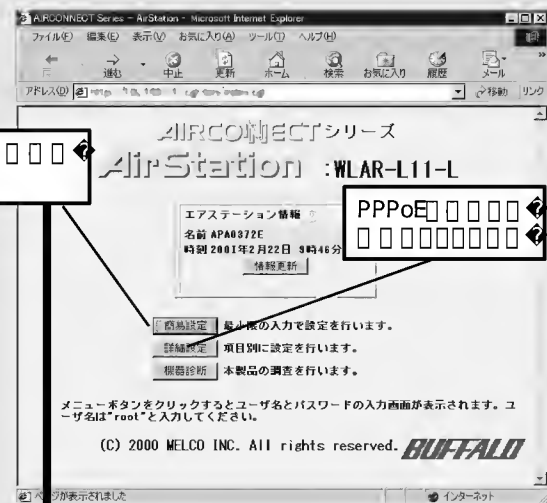 AIRCONNECT Series - AirStation - Microsoft Internet Explorer
ファイル(F) 編集(E) 表示(V) お気に入り(A) ツール(T) ヘルプ(H)
進む 中止 更新 ホーム 検索 お気に入り 履歴 メール
アドレス(D) 移動 リンク
AIRCONNECTシリーズ
AirStation :WLAR-L11-L
PPPoE
エアステーション情報
名前 APA0372E
時刻 2001年2月22日 9時46分
情報更新
簡易設定 最小限の入力で設定を行います。
詳細設定 項目別に設定を行います。
機器診断 本製品の調査を行います。
メニューボタンをクリックするとユーザ名とパスワードの入力画面が表示されます。ユ
ーザ名は"root"と入力してください。
(C) 2000 MELCO INC. All rights reserved. BUFFALO
ページが表示されました インターネット